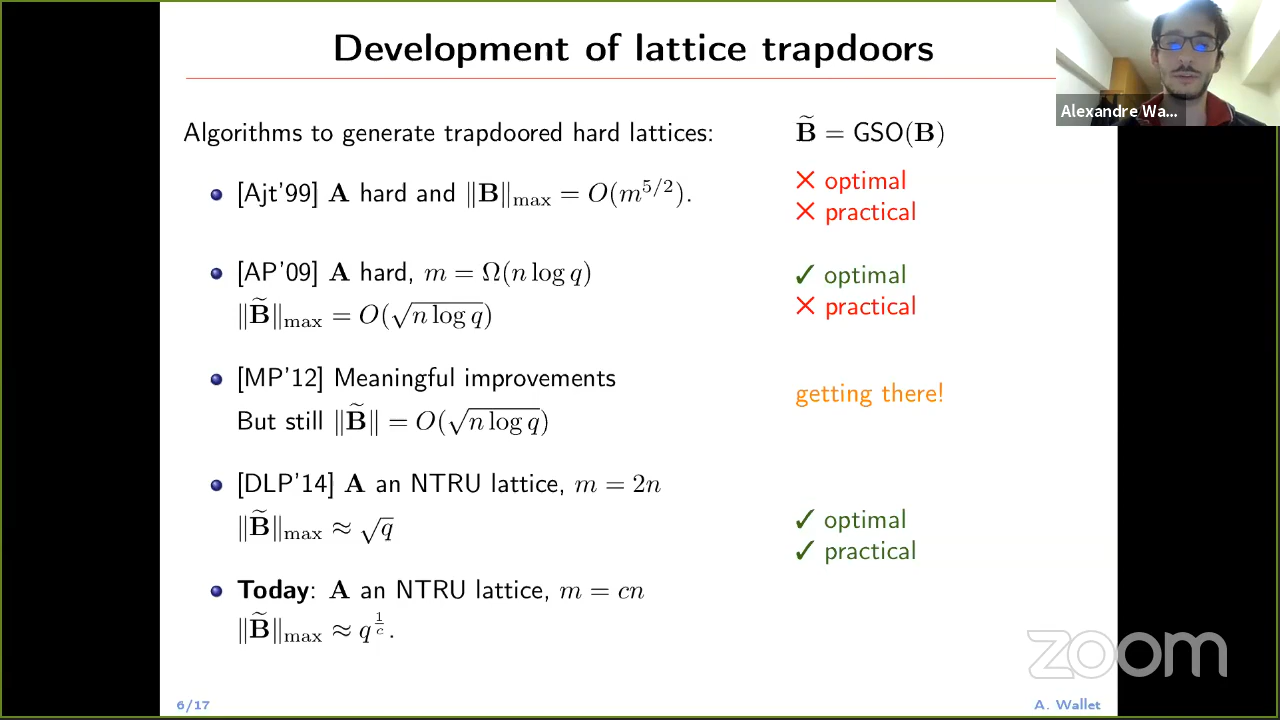 Development of lattice trapdoors
Alexandre Wa...
Algorithms to generate trapdoored hard lattices:
B̃ = GSO(B)
[Ajt'99] A hard and ‖B‖max = O(m^{5/2}).
✕ optimal
✕ practical
[AP'09] A hard, m = Ω(n log q)
‖B̃‖max = O(√(n log q))
✓ optimal
✕ practical
[MP'12] Meaningful improvements
But still ‖B̃‖ = O(√(n log q))
getting there!
[DLP'14] A an NTRU lattice, m = 2n
‖B̃‖max ≈ √q
✓ optimal
✓ practical
Today: A an NTRU lattice, m = cn
‖B̃‖max ≈ q^{1/c}.
zoom
6/17
A. Wallet